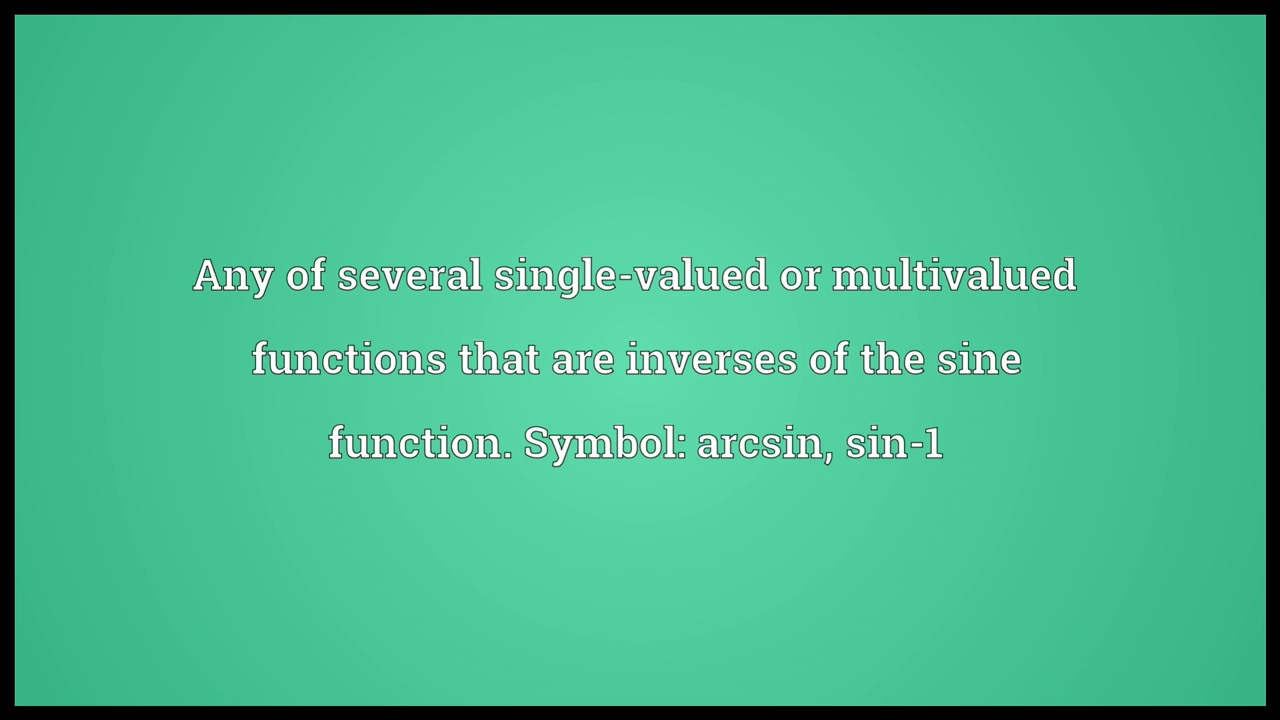 Any of several single-valued or multivalued
functions that are inverses of the sine
function. Symbol: arcsin, sin-1